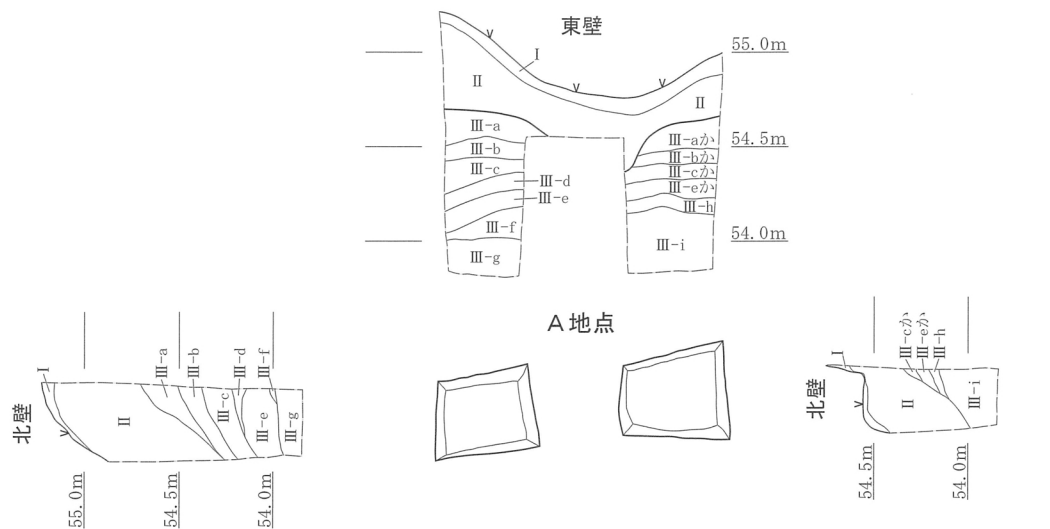 東壁
55.0m
I
II
II
III-a
III-aか
54.5m
III-b
III-bか
III-c
III-cか
III-d
III-eか
III-e
III-h
III-f
54.0m
III-g
III-i
A地点
北壁
I
II
III-a
III-b
III-c
III-d
III-e
III-f
III-g
55.0m
54.5m
54.0m
北壁
I
II
III-cか
III-eか
III-h
III-i
54.5m
54.0m